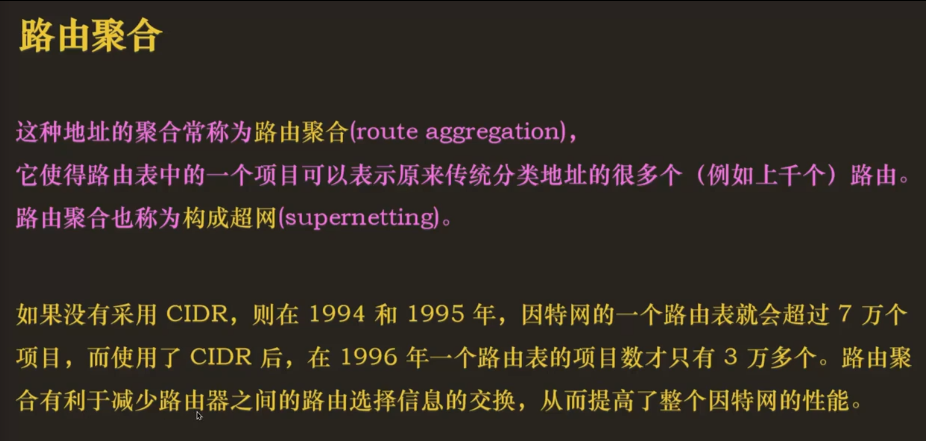 路由聚合
这种地址的聚合常称为路由聚合(route aggregation)，
它使得路由表中的一个项目可以表示原来传统分类地址的很多个（例如上千个）路由。
路由聚合也称为构成超网(supernetting)。
如果没有采用 CIDR，则在 1994 和 1995 年，因特网的一个路由表就会超过 7 万个
项目，而使用了 CIDR 后，在 1996 年一个路由表的项目数才只有 3 万多个。路由聚
合有利于减少路由器之间的路由选择信息的交换，从而提高了整个因特网的性能。